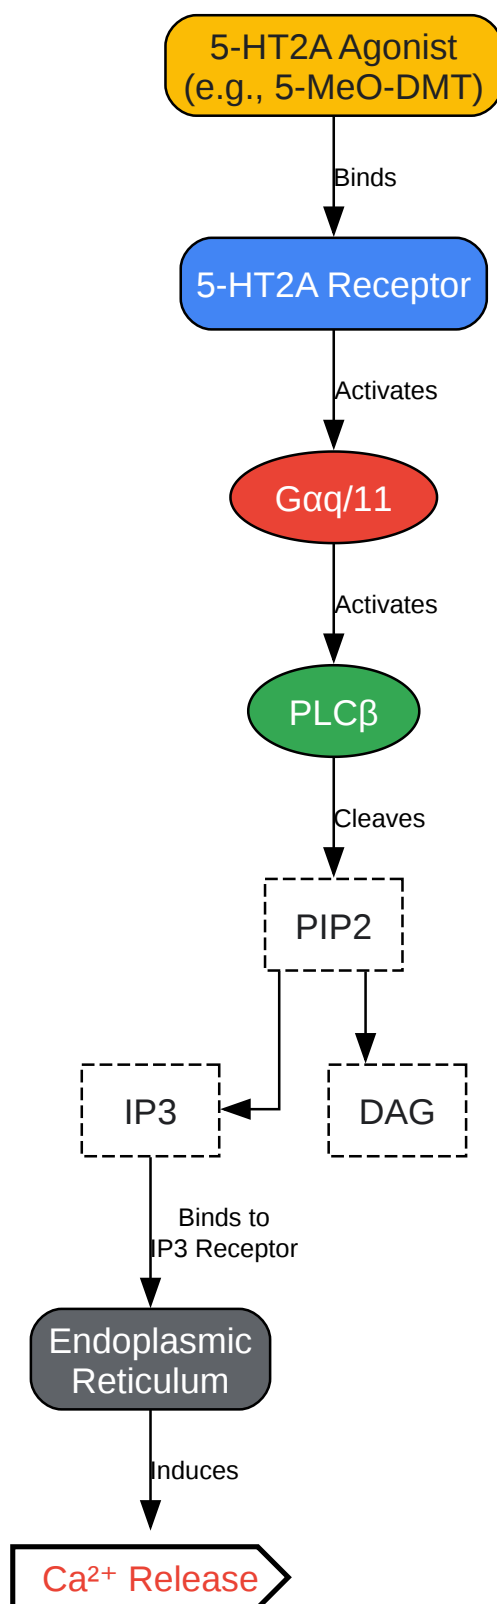 5-HT2A Agonist
(e.g., 5-MeO-DMT)
Binds
5-HT2A Receptor
Activates
Gαq/11
Activates
PLCβ
Cleaves
PIP2
IP3
DAG
Binds to
IP3 Receptor
Endoplasmic
Reticulum
Induces
Ca²⁺ Release